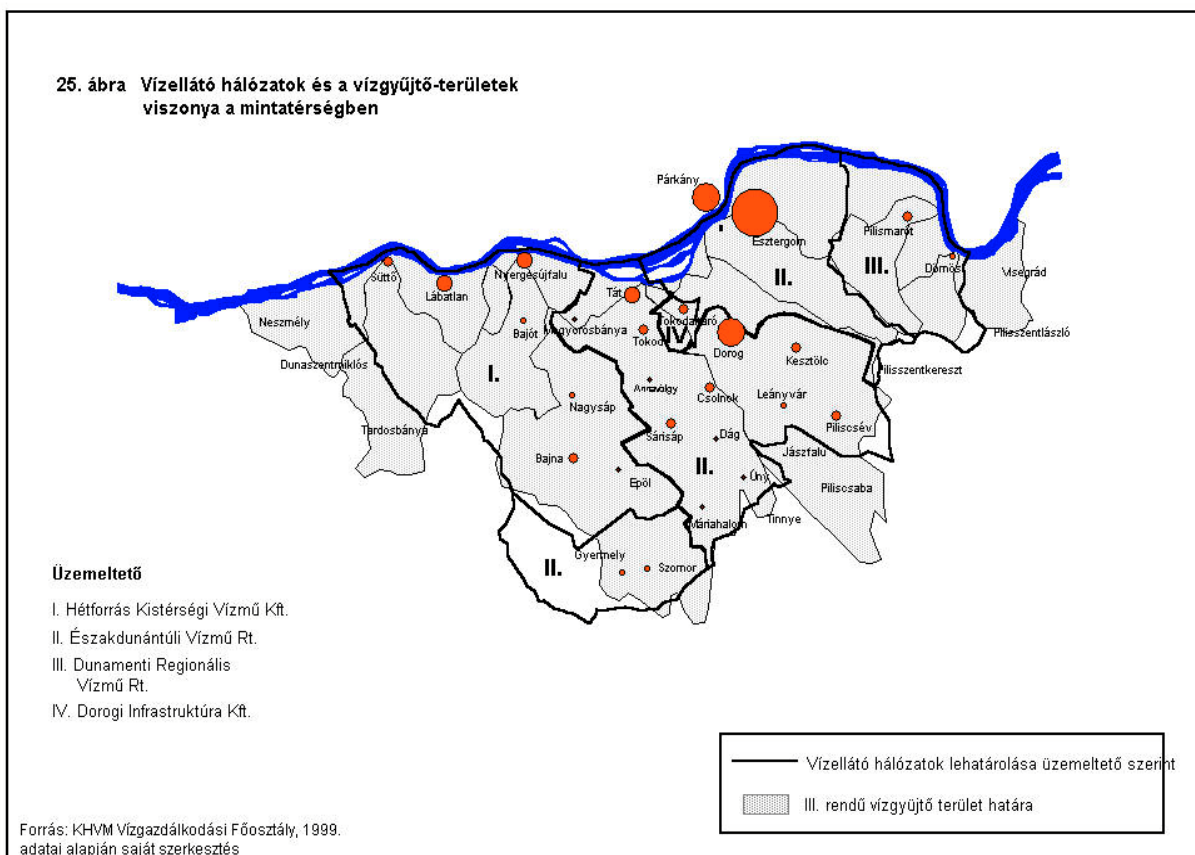 25. ábra Vízellátó hálózatok és a vízgyűjtő-területek
viszonya a mintatérségben
Párkány
Esztergom
Pilismarót
Dömös
Visegrád
Süttő
Lábatlan
Nyergesújfalu
II.
III.
Neszmély
Tát
Tokodaltáró
Pilisszentlászló
Bajót
Mogyorósbánya
Tokod
IV.
Dorog
Kesztölc
Dunaszentmiklós
I.
Pilisszentkereszt
Annavölgy
Csolnok
Leányvár
Nagysáp
Piliscsév
Tardosbánya
Sárisáp
Dág
Jászfalu
Bajna
II.
Epöl
Úny
Piliscsaba
Máriahalom
Tinnye
Gyermely
II.
Szomor
Üzemeltető
I. Hétforrás Kistérségi Vízmű Kft.
II. Északdunántúli Vízmű Rt.
III. Dunamenti Regionális
Vízmű Rt.
IV. Dorogi Infrastruktúra Kft.
Vízellátó hálózatok lehatárolása üzemeltető szerint
III. rendű vízgyüjtő terület határa
Forrás: KHVM Vízgazdálkodási Főosztály, 1999.
adatai alapján saját szerkesztés